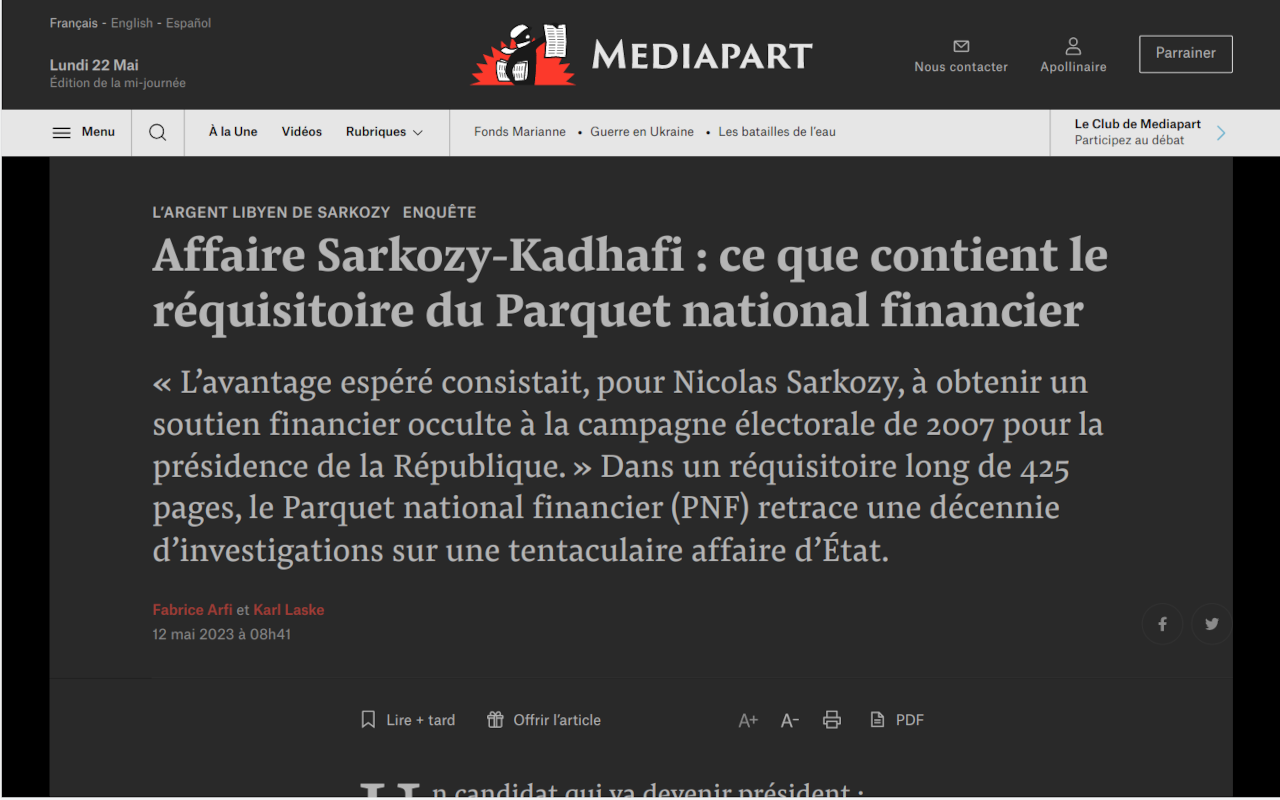 Français - English - Español
Lundi 22 Mai
Édition de la mi-journée
MEDIAPART
Nous contacter
Apollinaire
Parrainer
Menu
À la Une
Vidéos
Rubriques
Fonds Marianne • Guerre en Ukraine • Les batailles de l’eau
Le Club de Mediapart
Participez au débat
L’ARGENT LIBYEN DE SARKOZY ENQUÊTE
Affaire Sarkozy-Kadhafi : ce que contient le
réquisitoire du Parquet national financier
« L’avantage espéré consistait, pour Nicolas Sarkozy, à obtenir un
soutien financier occulte à la campagne électorale de 2007 pour la
présidence de la République. » Dans un réquisitoire long de 425
pages, le Parquet national financier (PNF) retrace une décennie
d’investigations sur une tentaculaire affaire d’État.
Fabrice Arfi et Karl Laske
12 mai 2023 à 08h41
Lire + tard
Offrir l’article
A+
A-
PDF
Un candidat qui va devenir président :